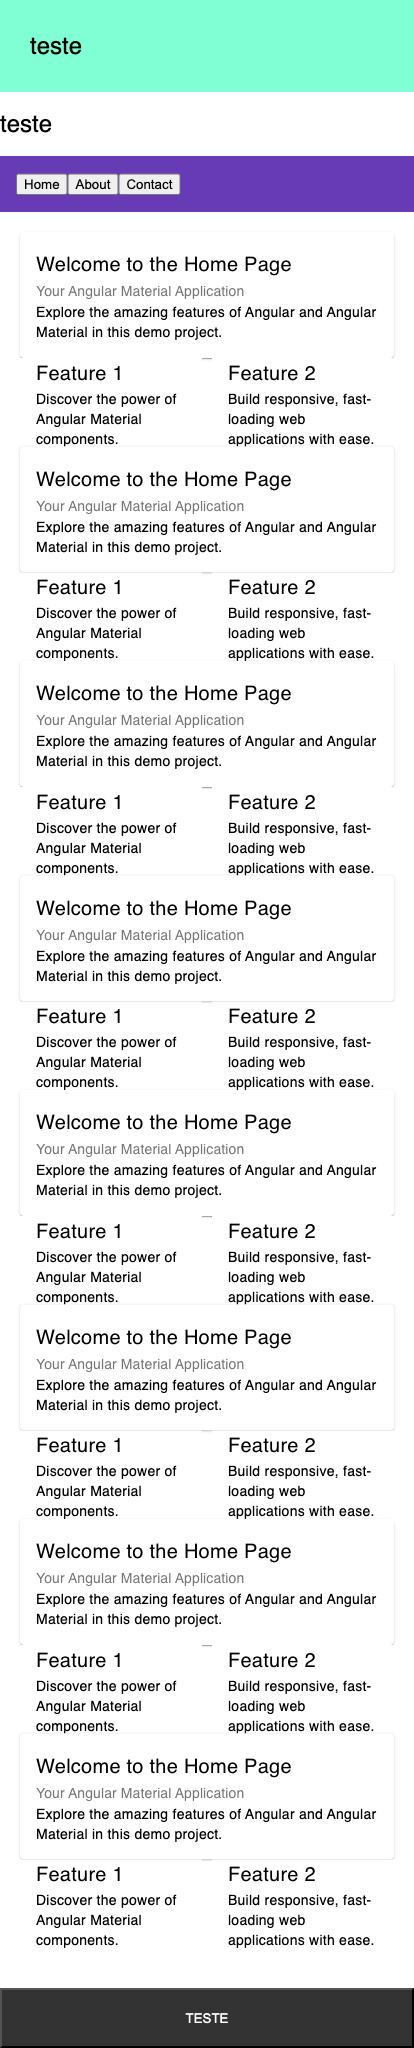 teste
teste
Home About Contact
Welcome to the Home Page
Your Angular Material Application
Explore the amazing features of Angular and Angular
Material in this demo project.
Feature 1
Discover the power of
Angular Material
components.
Feature 2
Build responsive, fast-
loading web
applications with ease.
Welcome to the Home Page
Your Angular Material Application
Explore the amazing features of Angular and Angular
Material in this demo project.
Feature 1
Discover the power of
Angular Material
components.
Feature 2
Build responsive, fast-
loading web
applications with ease.
Welcome to the Home Page
Your Angular Material Application
Explore the amazing features of Angular and Angular
Material in this demo project.
Feature 1
Discover the power of
Angular Material
components.
Feature 2
Build responsive, fast-
loading web
applications with ease.
Welcome to the Home Page
Your Angular Material Application
Explore the amazing features of Angular and Angular
Material in this demo project.
Feature 1
Discover the power of
Angular Material
components.
Feature 2
Build responsive, fast-
loading web
applications with ease.
Welcome to the Home Page
Your Angular Material Application
Explore the amazing features of Angular and Angular
Material in this demo project.
Feature 1
Discover the power of
Angular Material
components.
Feature 2
Build responsive, fast-
loading web
applications with ease.
Welcome to the Home Page
Your Angular Material Application
Explore the amazing features of Angular and Angular
Material in this demo project.
Feature 1
Discover the power of
Angular Material
components.
Feature 2
Build responsive, fast-
loading web
applications with ease.
Welcome to the Home Page
Your Angular Material Application
Explore the amazing features of Angular and Angular
Material in this demo project.
Feature 1
Discover the power of
Angular Material
components.
Feature 2
Build responsive, fast-
loading web
applications with ease.
Welcome to the Home Page
Your Angular Material Application
Explore the amazing features of Angular and Angular
Material in this demo project.
Feature 1
Discover the power of
Angular Material
components.
Feature 2
Build responsive, fast-
loading web
applications with ease.
TESTE